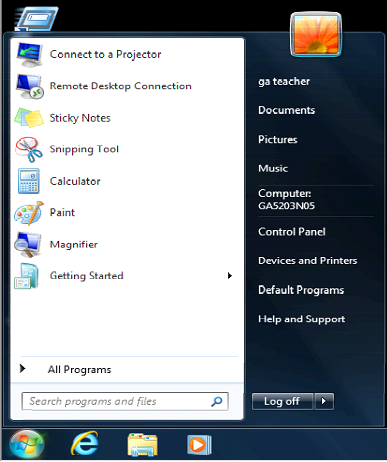 Connect to a Projector
Remote Desktop Connection
Sticky Notes
Snipping Tool
Calculator
Paint
Magnifier
Getting Started
All Programs
Search programs and files
ga teacher
Documents
Pictures
Music
Computer:
GA5203N05
Control Panel
Devices and Printers
Default Programs
Help and Support
Log off